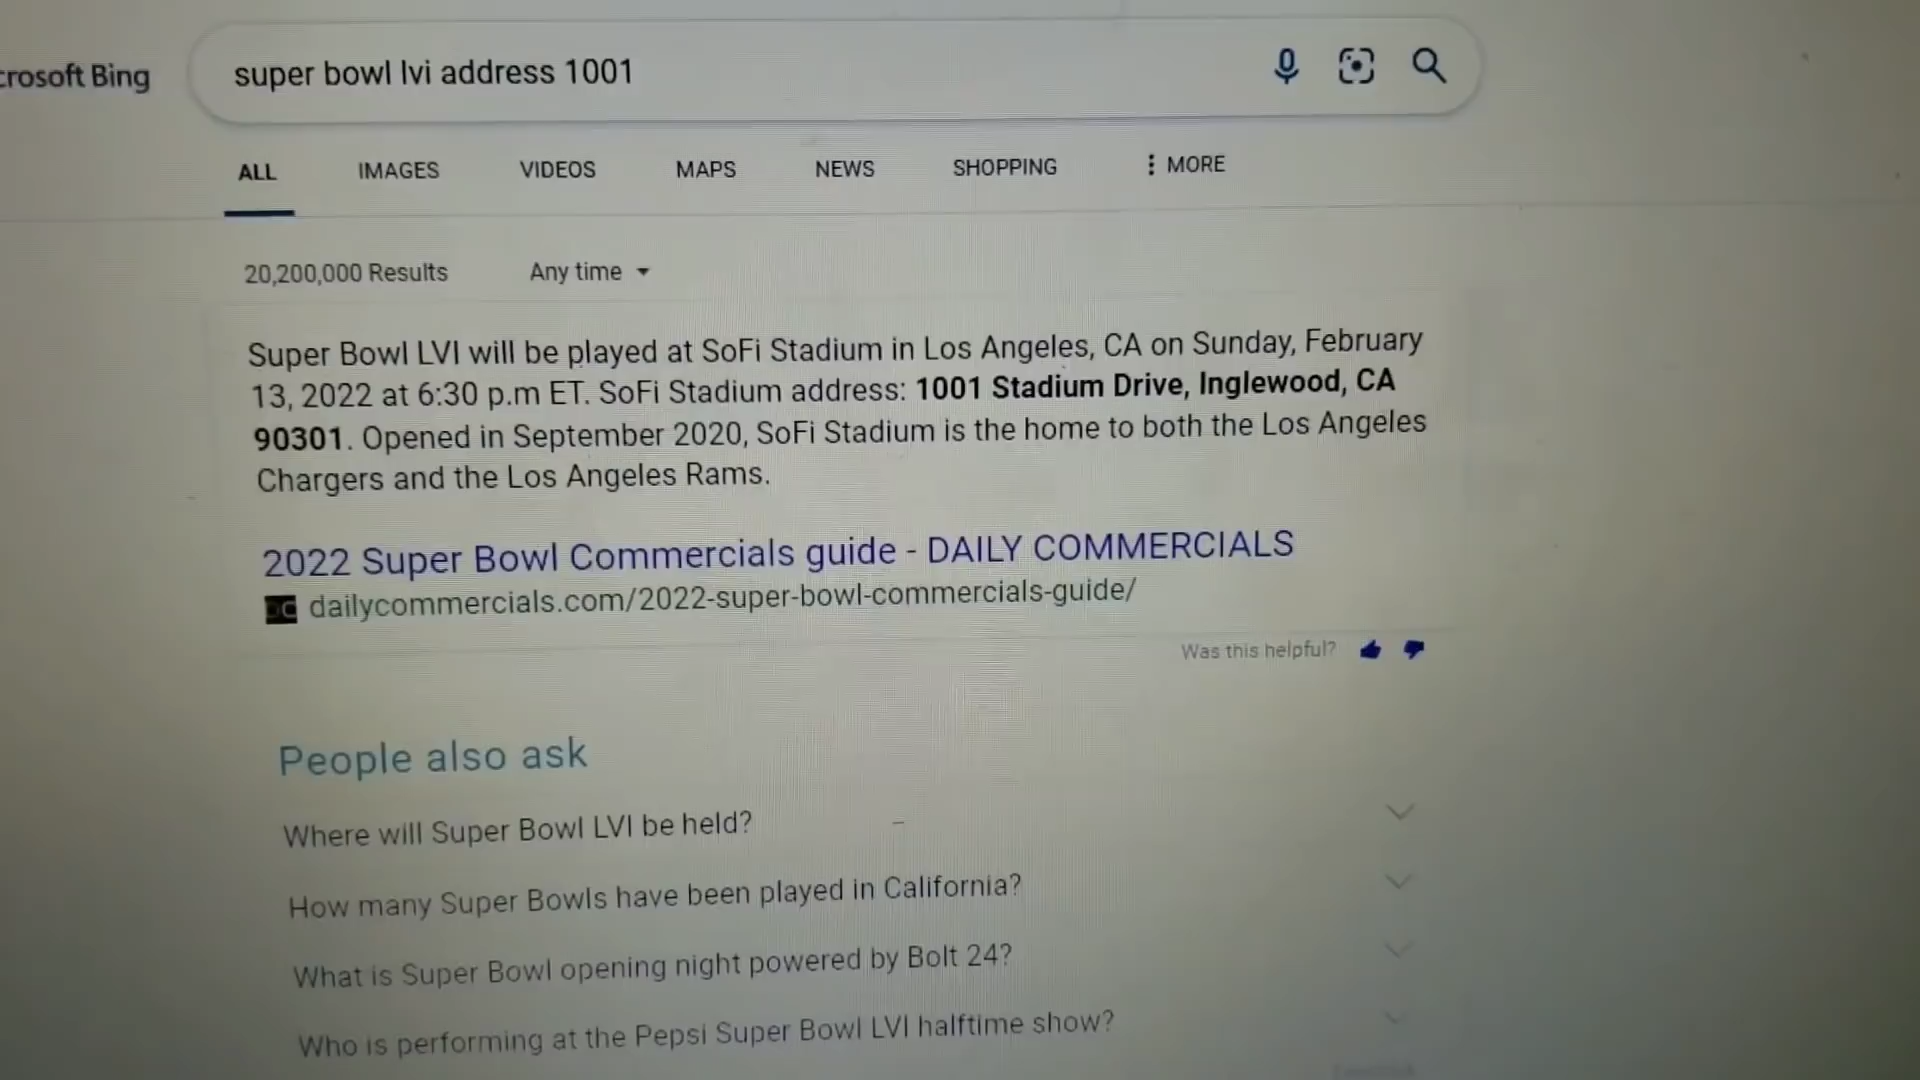 crosoft Bing
super bowl lvi address 1001
ALL IMAGES VIDEOS MAPS NEWS SHOPPING MORE
20,200,000 Results Any time
Super Bowl LVI will be played at SoFi Stadium in Los Angeles, CA on Sunday, February
13, 2022 at 6:30 p.m ET. SoFi Stadium address: 1001 Stadium Drive, Inglewood, CA
90301. Opened in September 2020, SoFi Stadium is the home to both the Los Angeles
Chargers and the Los Angeles Rams.
2022 Super Bowl Commercials guide - DAILY COMMERCIALS
DC dailycommercials.com/2022-super-bowl-commercials-guide/
Was this helpful?
People also ask
Where will Super Bowl LVI be held?
How many Super Bowls have been played in California?
What is Super Bowl opening night powered by Bolt 24?
Who is performing at the Pepsi Super Bowl LVI halftime show?